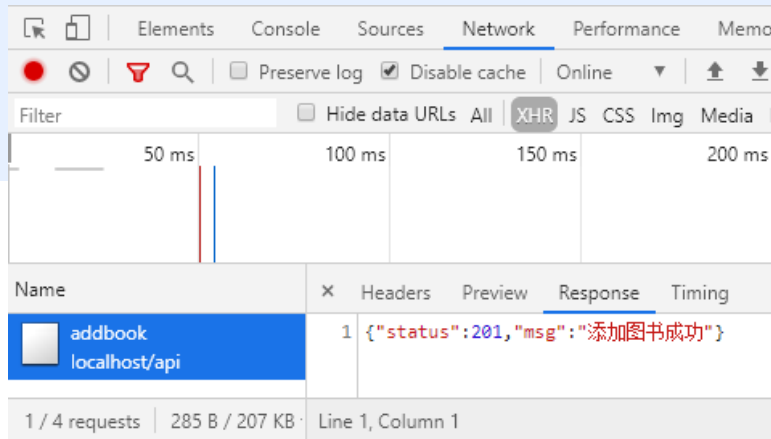 Elements Console Sources Network Performance Memo
Preserve log Disable cache Online
Filter Hide data URLs All XHR JS CSS Img Media
50 ms 100 ms 150 ms 200 ms
Name × Headers Preview Response Timing
addbook
localhost/api
1 {"status":201,"msg":"添加图书成功"}
1 / 4 requests 285 B / 207 KB Line 1, Column 1